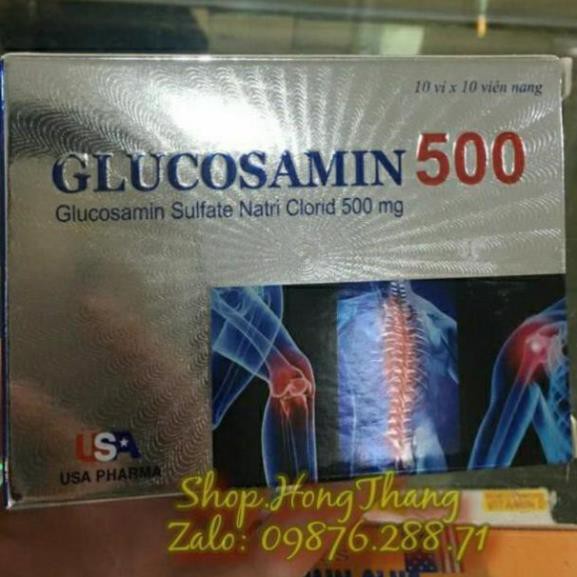 10 vỉ x 10 viên nang
GLUCOSAMIN 500
Glucosamin Sulfate Natri Clorid 500 mg
USA
USA PHARMA
Shop.HongThang
Zalo: 09876.288.71
VITAMIN